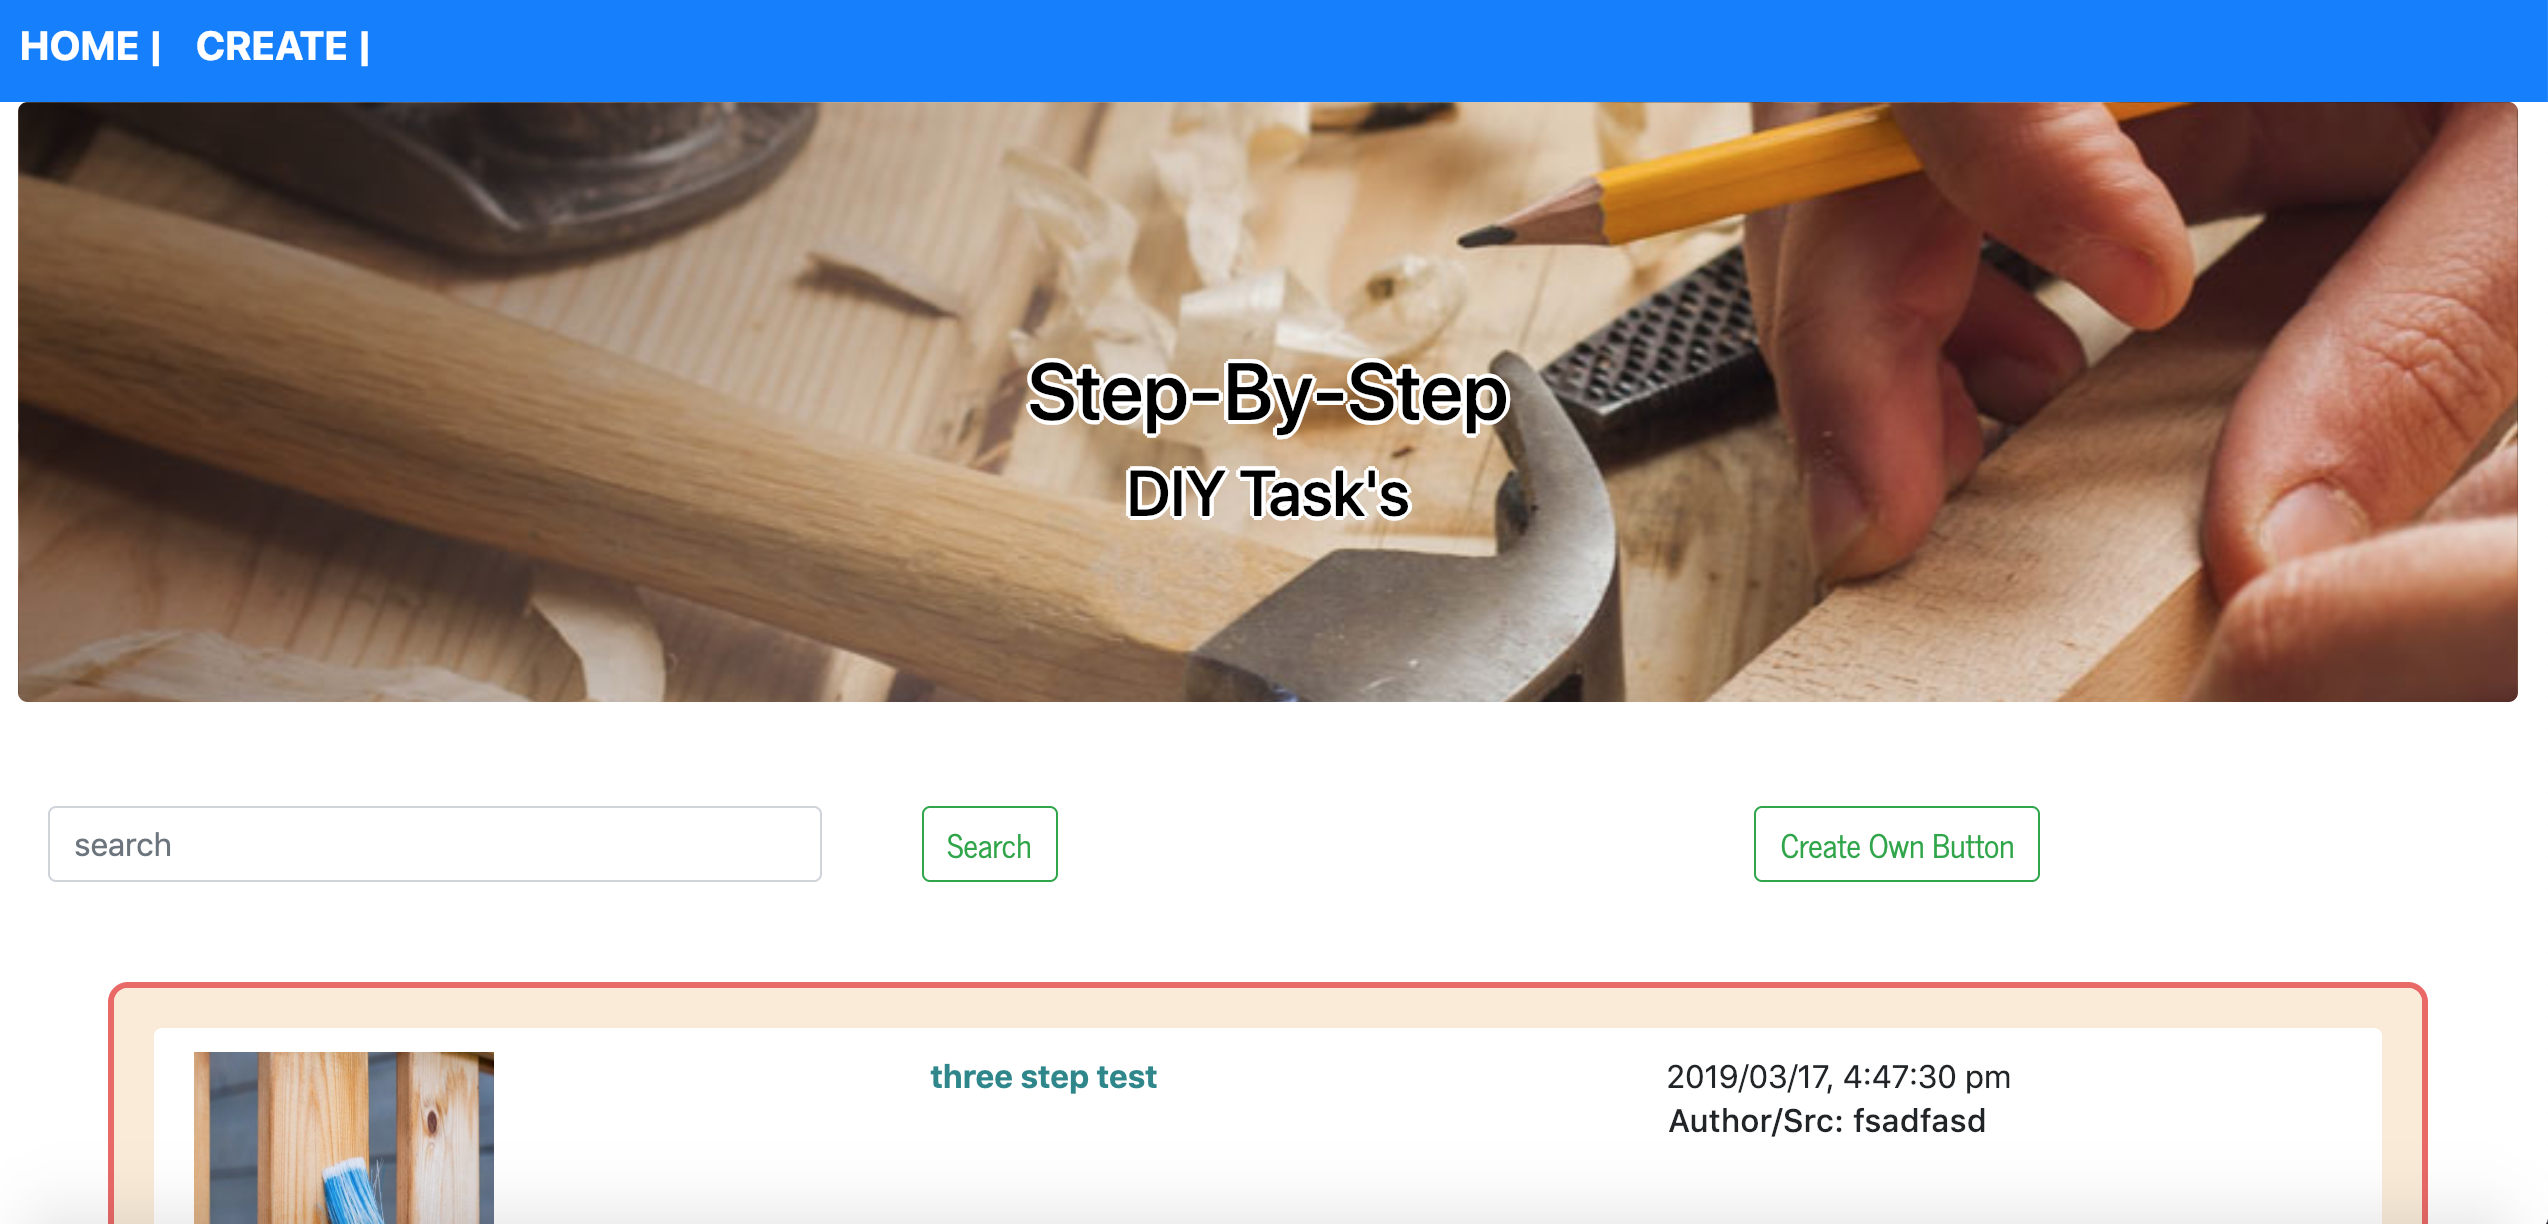 HOME | CREATE |
Step-By-Step
DIY Task's
search Search Create Own Button
three step test 2019/03/17, 4:47:30 pm
Author/Src: fsadfasd